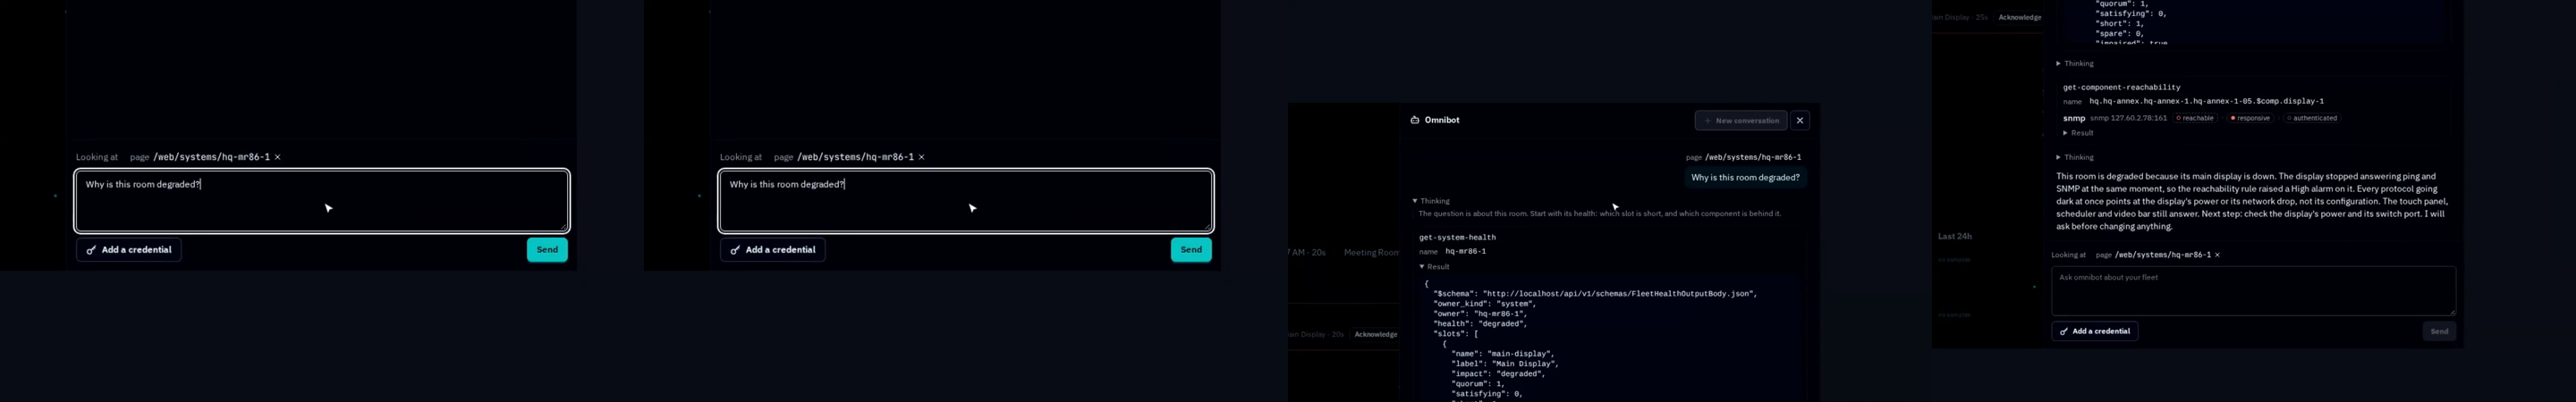 Looking at page /web/systems/hq-mr86-1 ×
Why is this room degraded?
Add a credential
Send
Looking at page /web/systems/hq-mr86-1 ×
Why is this room degraded?
Add a credential
Send
Omnibot
+ New conversation
page /web/systems/hq-mr86-1
Why is this room degraded?
Thinking
The question is about this room. Start with its health: which slot is short, and which component is behind it.
get-system-health
name hq-mr86-1
Result
{
"$schema": "http://localhost/api/v1/schemas/FleetHealthOutputBody.json",
"owner_kind": "system",
"owner": "hq-mr86-1",
"health": "degraded",
"slots": [
{
"name": "main-display",
"label": "Main Display",
"impact": "degraded",
"quorum": 1,
"satisfying": 0,
AM · 20s Meeting Room
Display · 20s Acknowledge
Display · 25s Acknowledge
Last 24h
"quorum": 1,
"satisfying": 0,
"short": 1,
"spare": 0,
"impaired": true
Thinking
get-component-reachability
name hq.hq-annex.hq-annex-1.hq-annex-1-05.$comp.display-1
snmp snmp 127.60.2.78:161 reachable responsive authenticated
Result
Thinking
This room is degraded because its main display is down. The display stopped answering ping and
SNMP at the same moment, so the reachability rule raised a High alarm on it. Every protocol going
dark at once points at the display's power or its network drop, not its configuration. The touch panel,
scheduler and video bar still answer. Next step: check the display's power and its switch port. I will
ask before changing anything.
Looking at page /web/systems/hq-mr86-1 ×
Ask omnibot about your fleet
Add a credential
Send